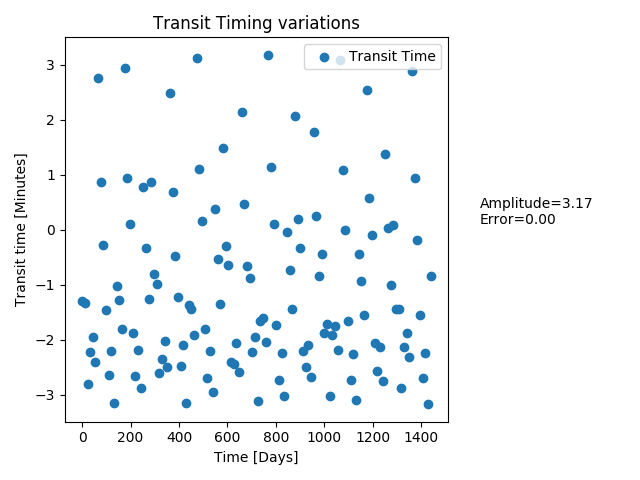 Transit Timing variations
Transit Time
3
2
1
0
−1
−2
−3
Transit time [Minutes]
0 200 400 600 800 1000 1200 1400
Time [Days]
Amplitude=3.17
Error=0.00